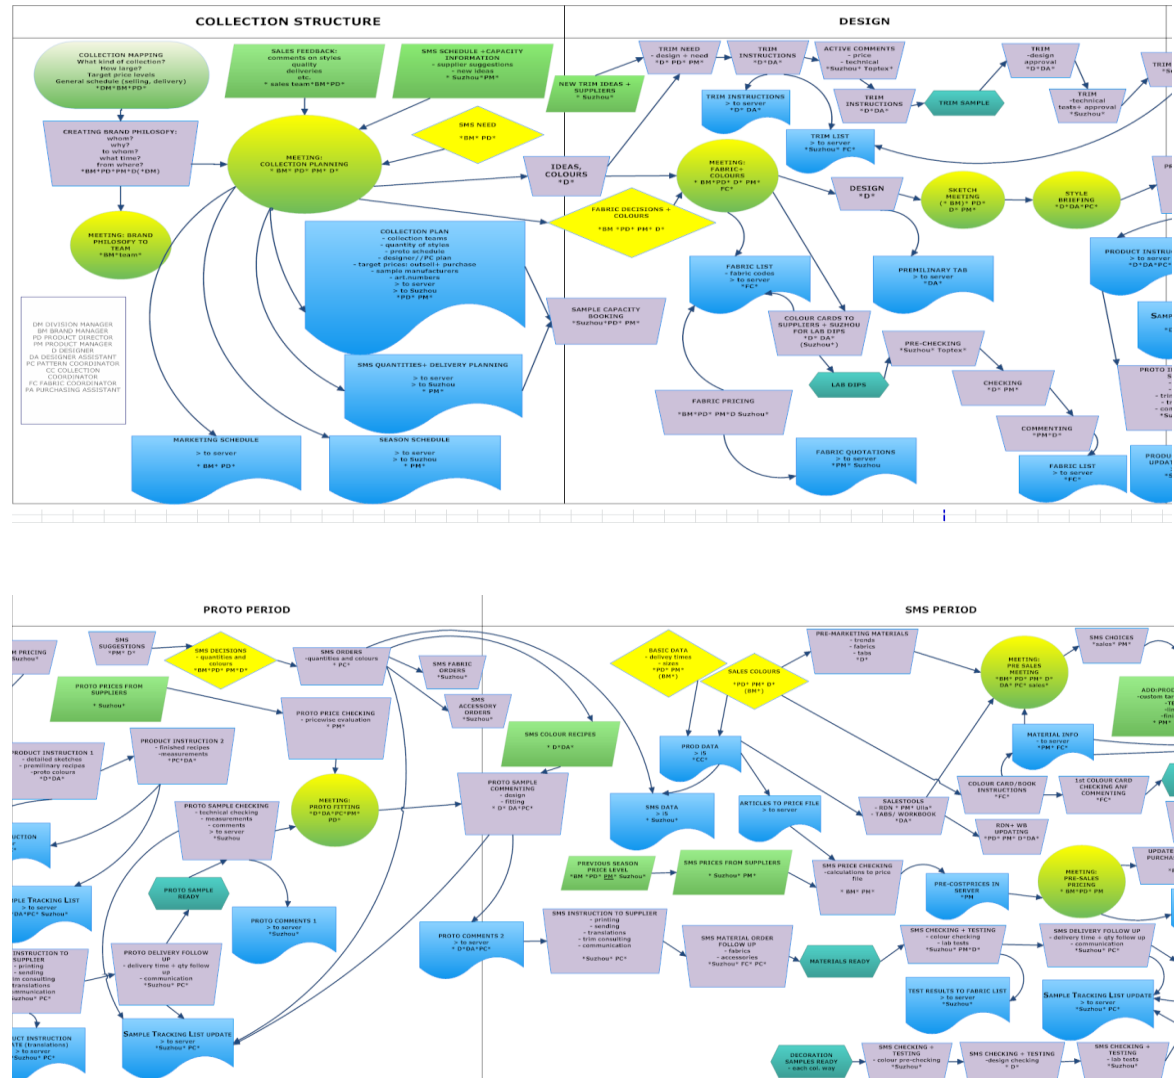 COLLECTION STRUCTURE
DESIGN
COLLECTION MAPPING
What kind of collection?
How large?
Target price levels
General schedule (selling, delivery)
*DM*BM*PD*
SALES FEEDBACK:
comments on styles
quality
deliveries
etc.
* sales team*BM*PD*
SMS SCHEDULE +CAPACITY
INFORMATION
- supplier suggestions
- new ideas
* Suzhou*PM*
CREATING BRAND PHILOSOPHY:
whom?
why?
to whom?
what time?
from where?
*BM*PD*PM*D(*DM)
MEETING:
COLLECTION PLANNING
* BM* PD* PM* D*
SMS NEED
*BM* PD*
MEETING: BRAND
PHILOSOFY TO
TEAM
*BM*team*
DM DIVISION MANAGER
BM BRAND MANAGER
PD PRODUCT DIRECTOR
PM PRODUCT MANAGER
D DESIGNER
DA DESIGNER ASSISTANT
PC PATTERN COORDINATOR
CC COLLECTION
COORDINATOR
FC FABRIC COORDINATOR
PA PURCHASING ASSISTANT
COLLECTION PLAN
- collection teams
- quantity of styles
- proto schedule
- designer//PC plan
- target prices: outsell+ purchase
- sample manufacturers
- art.numbers
> to server
> to Suzhou
*PD* PM*
SMS QUANTITIES+ DELIVERY PLANNING
> to server
> to Suzhou
* PM*
MARKETING SCHEDULE
> to server
* BM* PD*
SEASON SCHEDULE
> to server
> to Suzhou
* PM*
IDEAS,
COLOURS
*D*
FABRIC DECISIONS +
COLOURS
*BM *PD* PM* D*
SAMPLE CAPACITY
BOOKING
*Suzhou*PD* PM*
NEW TRIM IDEAS +
SUPPLIERS
* Suzhou*
TRIM NEED
- design + need
*D* PD* PM*
TRIM
INSTRUCTIONS
*D*DA*
ACTIVE COMMENTS
- price
- technical
*Suzhou* Toptex*
TRIM
-design
approval
*D*DA*
TRIM INSTRUCTIONS
> to server
*D* DA*
TRIM
INSTRUCTIONS
*D* DA*
TRIM SAMPLE
TRIM
-technical
tests+ approval
*Suzhou*
TRIM LIST
> to server
*Suzhou* FC*
MEETING:
FABRIC+
COLOURS
* BM*PD* D* PM*
FC*
DESIGN
*D*
SKETCH
MEETING
(* BM)* PD*
D* PM*
STYLE
BRIEFING
*D*DA*PC*
FABRIC LIST
- fabric codes
> to server
*FC*
PREMILINARY TAB
> to server
*DA*
PRODUCT INSTRU
> to server
*D*DA*PC*
COLOUR CARDS TO
SUPPLIERS + SUZHOU
FOR LAB DIPS
*D* DA*
(Suzhou*)
PRE-CHECKING
*Suzhou* Toptex*
LAB DIPS
CHECKING
*D* PM*
COMMENTING
*PM*D*
FABRIC PRICING
*BM*PD* PM*D Suzhou*
FABRIC QUOTATIONS
> to server
*PM* Suzhou
FABRIC LIST
> to server
*FC*
PROTO PERIOD
SMS PERIOD
M PRICING
Suzhou*
SMS
SUGGESTIONS
*PM* D*
SMS DECISIONS
- quantities and
colours
*BM*PD* PM*D*
SMS ORDERS
-quantities and colours
* PC*
SMS FABRIC
ORDERS
*Suzhou*
SMS
ACCESSORY
ORDERS
*Suzhou*
PROTO PRICES FROM
SUPPLIERS
* Suzhou*
PROTO PRICE CHECKING
- pricewise evaluation
* PM*
PRODUCT INSTRUCTION 1
- detailed sketches
- premilinary recipes
-proto colours
*D*DA*
PRODUCT INSTRUCTION 2
- finished recipes
-measurements
*PC*DA*
SMS COLOUR RECIPES
* D*DA*
PROTO SAMPLE CHECKING
- technical checking
- measurements
- comments
> to server
*Suzhou
MEETING:
PROTO FITTING
*D*DA*PC*PM*
PD*
PROTO SAMPLE
COMMENTING
- design
- fitting
* D* DA*PC*
PROTO SAMPLE
READY
PROTO COMMENTS 1
> to server
*Suzhou*
PROTO COMMENTS 2
> to server
* D*DA*PC*
PROTO DELIVERY FOLLOW
UP
- delivery time + qty follow
up
- communication
*Suzhou* PC*
SAMPLE TRACKING LIST UPDATE
> to server
*Suzhou* PC*
BASIC DATA
- delivey times
- sizes
*PD* PM*
(BM*)
SALES COLOURS
*PD* PM* D*
(BM*)
PRE-MARKETING MATERIALS
- trends
- fabrics
- tabs
*D*
MEETING:
PRE SALES
MEETING
*BM* PD* PM* D*
DA* PC* sales*
SMS CHOICES
*sales* PM*
PROD DATA
> IS
*CC*
MATERIAL INFO
- to server
*PM* FC*
SMS DATA
> IS
* Suzhou*
ARTICLES TO PRICE FILE
> to server
SALESTOOLS
- RDN * PM* Ulla*
- TABS/ WORKBOOK
*DA*
COLOUR CARD/BOOK
INSTRUCTIONS
*FC*
1st COLOUR CARD
CHECKING ANF
COMMENTING
*FC*
RDN+ WB
UPDATING
*PD* PM* D*DA*
PREVIOUS SEASON
PRICE LEVEL
*BM *PD* PM* Suzhou*
SMS PRICES FROM SUPPLIERS
* Suzhou* PM*
SMS PRICE CHECKING
-calculations to price
file
* BM* PM*
PRE-COSTPRICES IN
SERVER
*PM
MEETING:
PRE-SALES
PRICING
* BM*PD* PM
SMS INSTRUCTION TO SUPPLIER
- printing
- sending
- translations
- trim consulting
- communication
*Suzhou* PC*
SMS MATERIAL ORDER
FOLLOW UP
- fabrics
- accessories
*Suzhou* FC* PC*
MATERIALS READY
SMS CHECKING + TESTING
- colour checking
- lab tests
*Suzhou* PM*D*
SMS DELIVERY FOLLOW UP
- delivery time + qty follow up
- communication
*Suzhou* PC*
TEST RESULTS TO FABRIC LIST
> to server
*Suzhou*
SAMPLE TRACKING LIST UPDATE
> to server
*Suzhou* PC*
DECORATION
SAMPLES READY
- each col. way
SMS CHECKING +
TESTING
- colour pre-checking
*Suzhou*
SMS CHECKING + TESTING
-design checking
* D*
SMS CHECKING +
TESTING
- lab tests
*Suzhou*